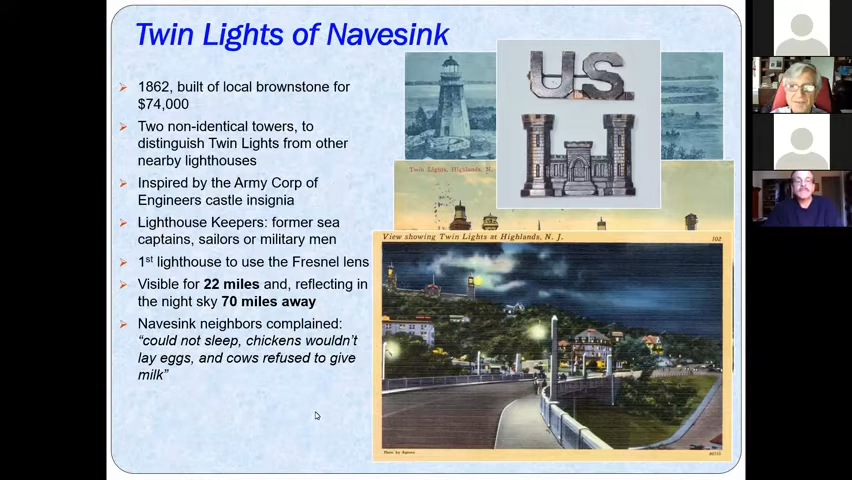 Twin Lights of Navesink
1862, built of local brownstone for
$74,000
Two non-identical towers, to
distinguish Twin Lights from other
nearby lighthouses
Inspired by the Army Corp of
Engineers castle insignia
Lighthouse Keepers: former sea
captains, sailors or military men
1st lighthouse to use the Fresnel lens
Visible for 22 miles and, reflecting in
the night sky 70 miles away
Navesink neighbors complained:
“could not sleep, chickens wouldn’t
lay eggs, and cows refused to give
milk”
U.S.
Twin Lights, Highlands, N.
View showing Twin Lights at Highlands, N. J.
102